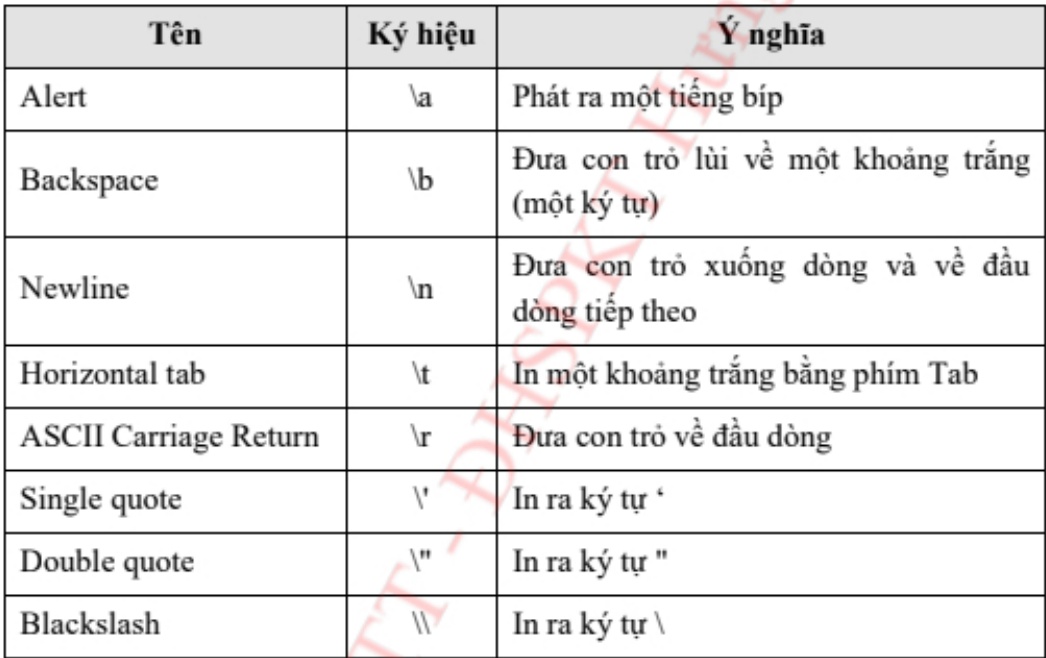 Tên Ký hiệu Ý nghĩa
Alert \a Phát ra một tiếng bíp
Backspace \b Đưa con trỏ lùi về một khoảng trắng
(một ký tự)
Newline \n Đưa con trỏ xuống dòng và về đầu
dòng tiếp theo
Horizontal tab \t In một khoảng trắng bằng phím Tab
ASCII Carriage Return \r Đưa con trỏ về đầu dòng
Single quote \' In ra ký tự ‘
Double quote \" In ra ký tự "
Blackslash \\ In ra ký tự \
TT - ĐHSPKT Hưng